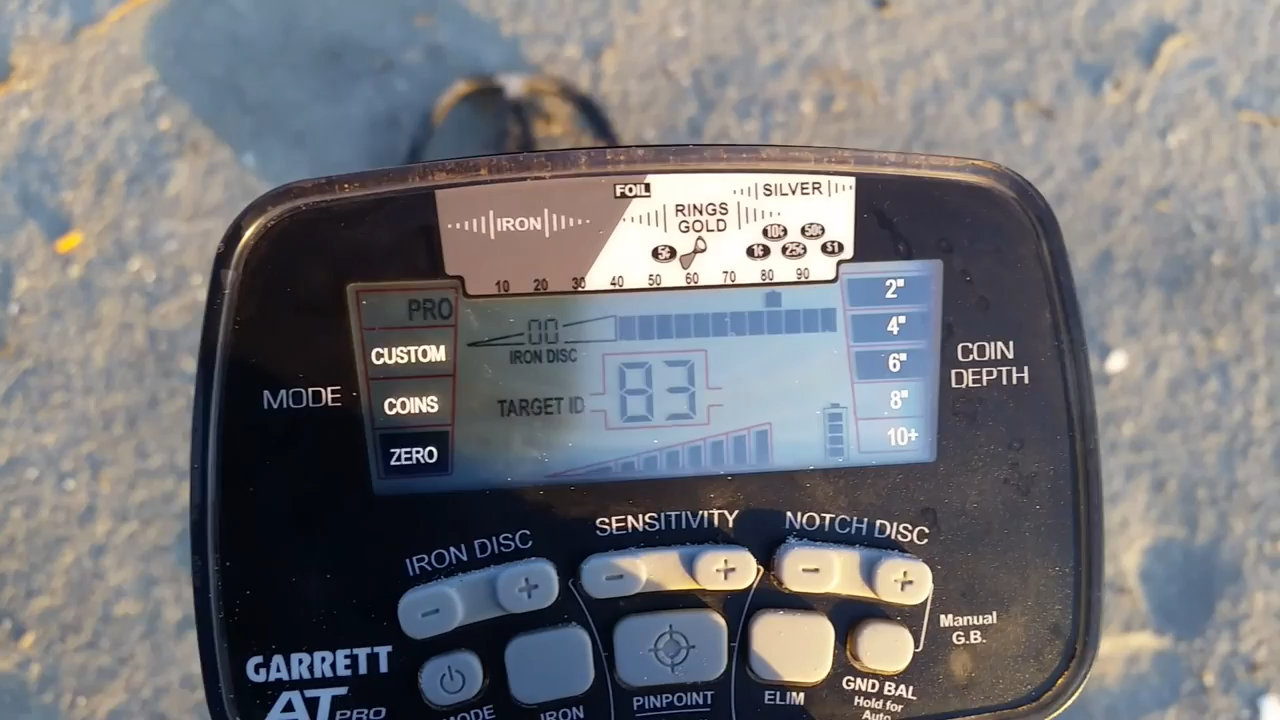 FOIL
SILVER
IRON
RINGS
GOLD
10¢ 50¢
5¢ 1¢ 25¢ $1
10 20 30 40 50 60 70 80 90
PRO
CUSTOM
COINS
ZERO
MODE
00
IRON DISC
TARGET ID
83
2"
4"
6"
8"
10+
COIN
DEPTH
IRON DISC
- +
SENSITIVITY
- +
NOTCH DISC
- +
Manual
G.B.
GARRETT
AT PRO
MODE
IRON
PINPOINT
ELIM
GND BAL
Hold for
Auto